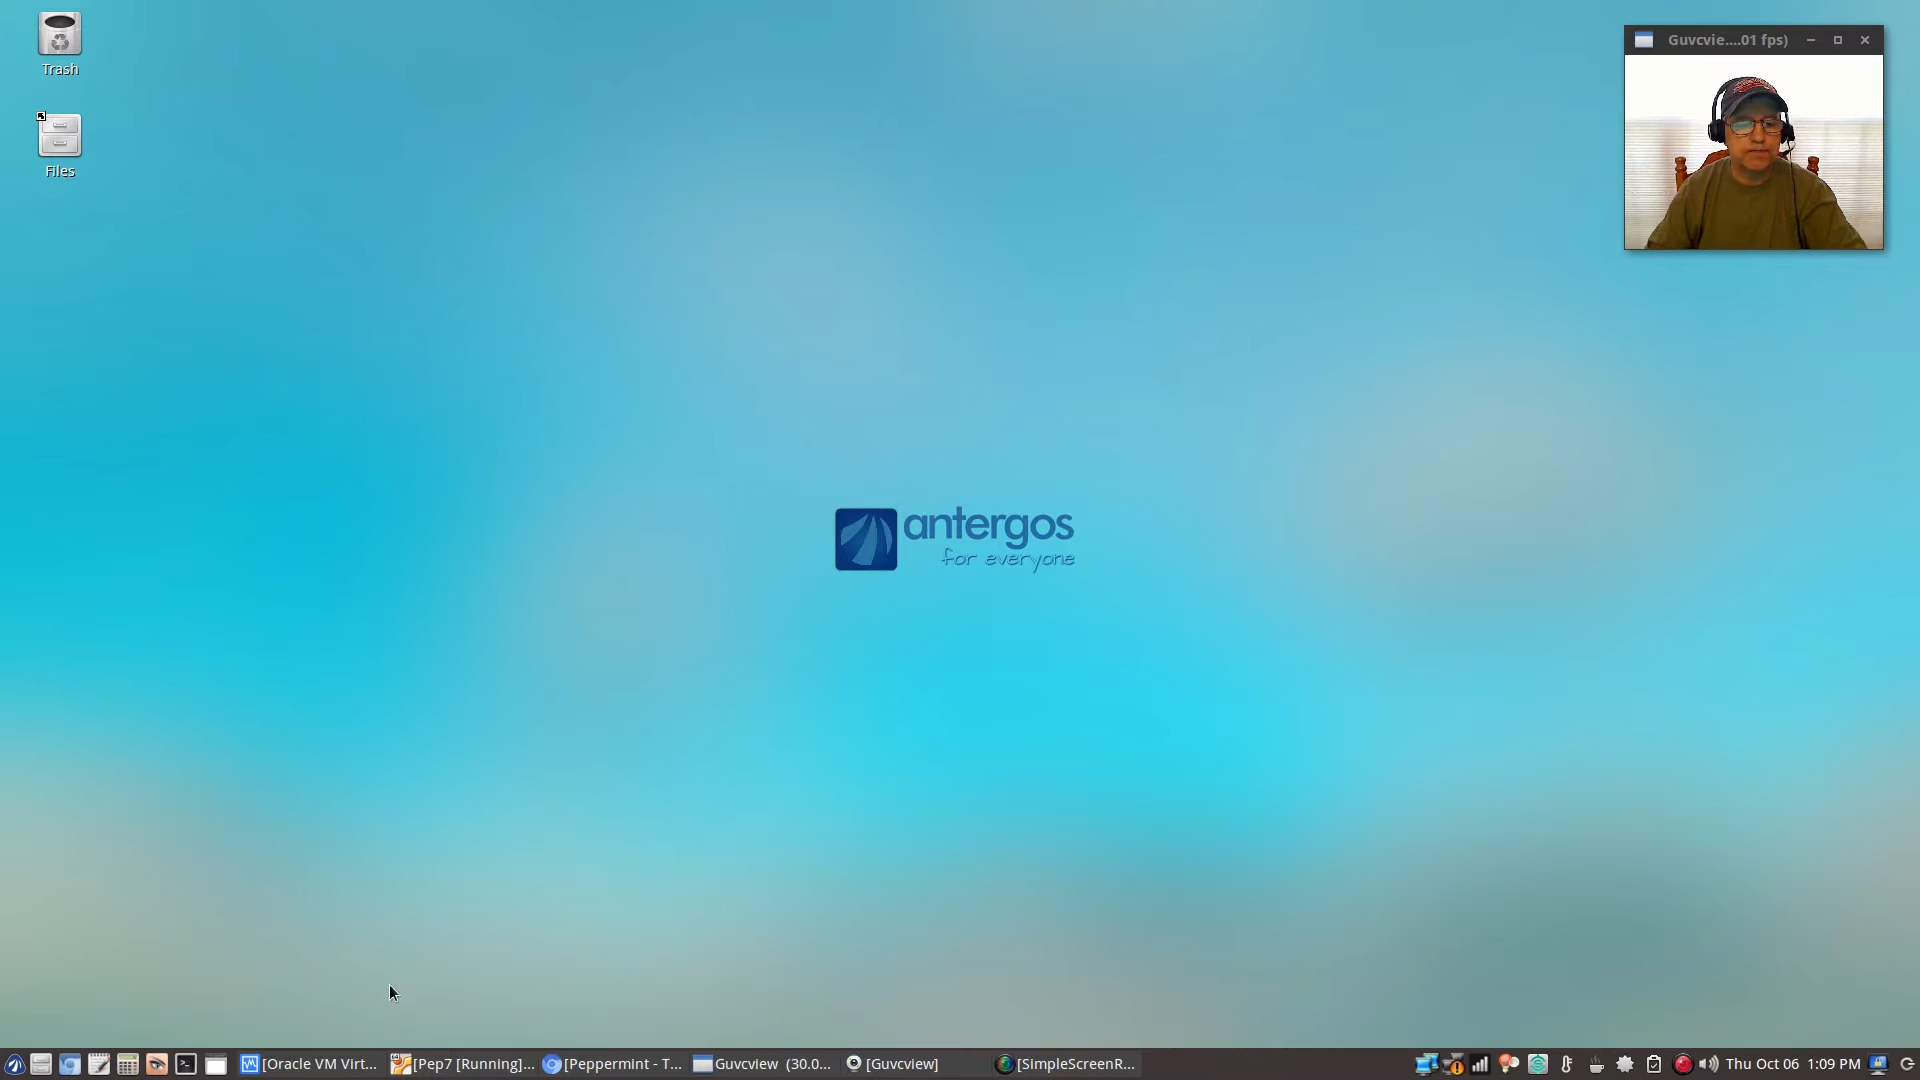 Trash
Files
Guvcvie....01 fps)
antergos
for everyone
[Oracle VM Virt...
[Pep7 [Running]...
[Peppermint - T...
Guvcview (30.0...
[Guvcview]
[SimpleScreenR...
Thu Oct 06
1:09 PM